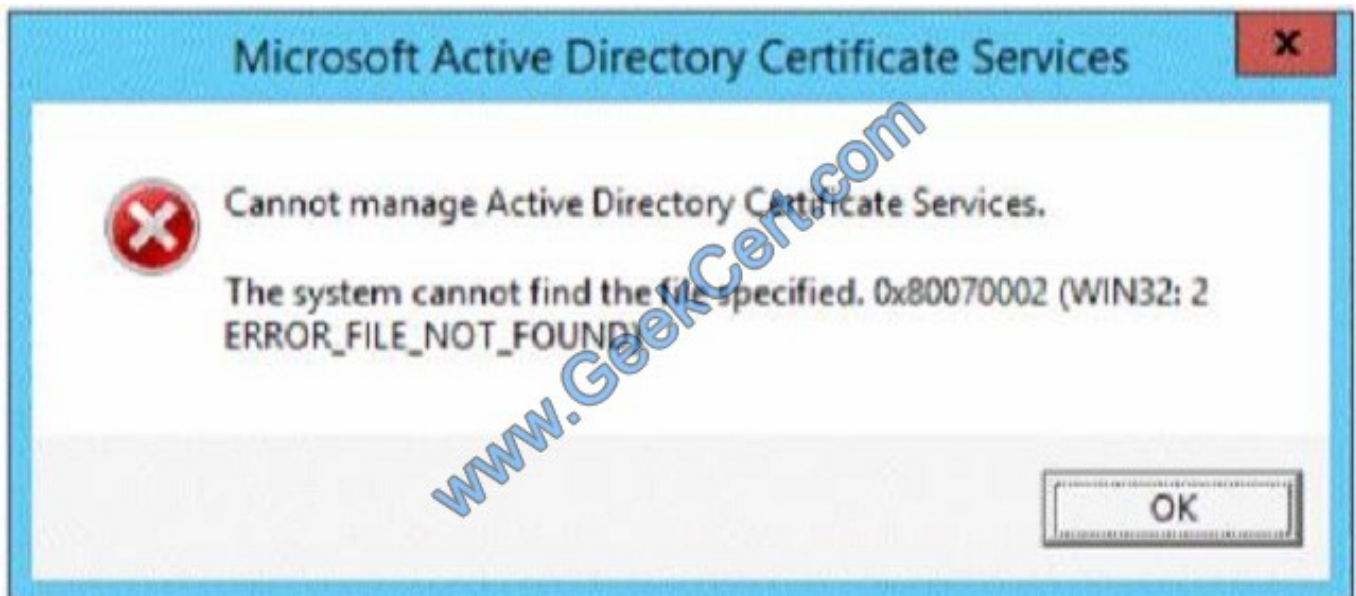 Microsoft Active Directory Certificate Services
x
Cannot manage Active Directory Certificate Services.
The system cannot find the file specified. 0x80070002 (WIN32: 2
ERROR_FILE_NOT_FOUND)
www.GeekCert.com
OK